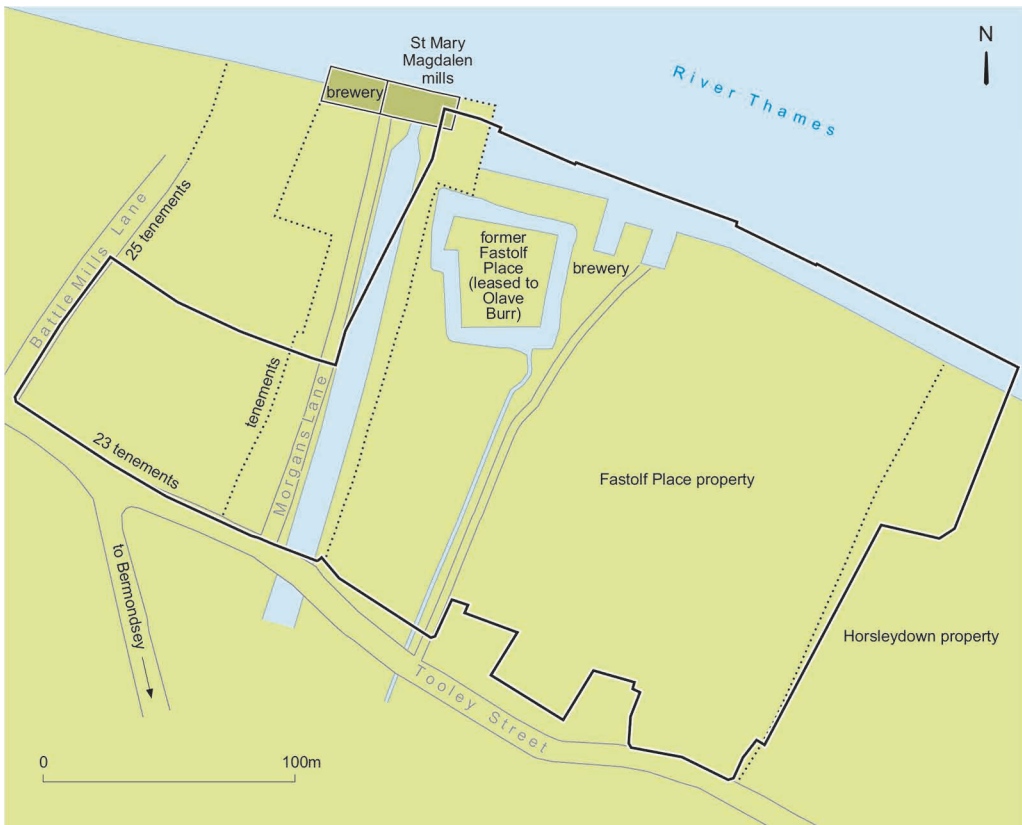 St Mary
Magdalen
mills
N
brewery
River Thames
Battle Mills Lane
25 tenements
former
Fastolf
Place
(leased to
Olave
Burr)
brewery
tenements
Morgans Lane
23 tenements
Fastolf Place property
to Bermondsey
Horsleydown property
Tooley Street
0
100m